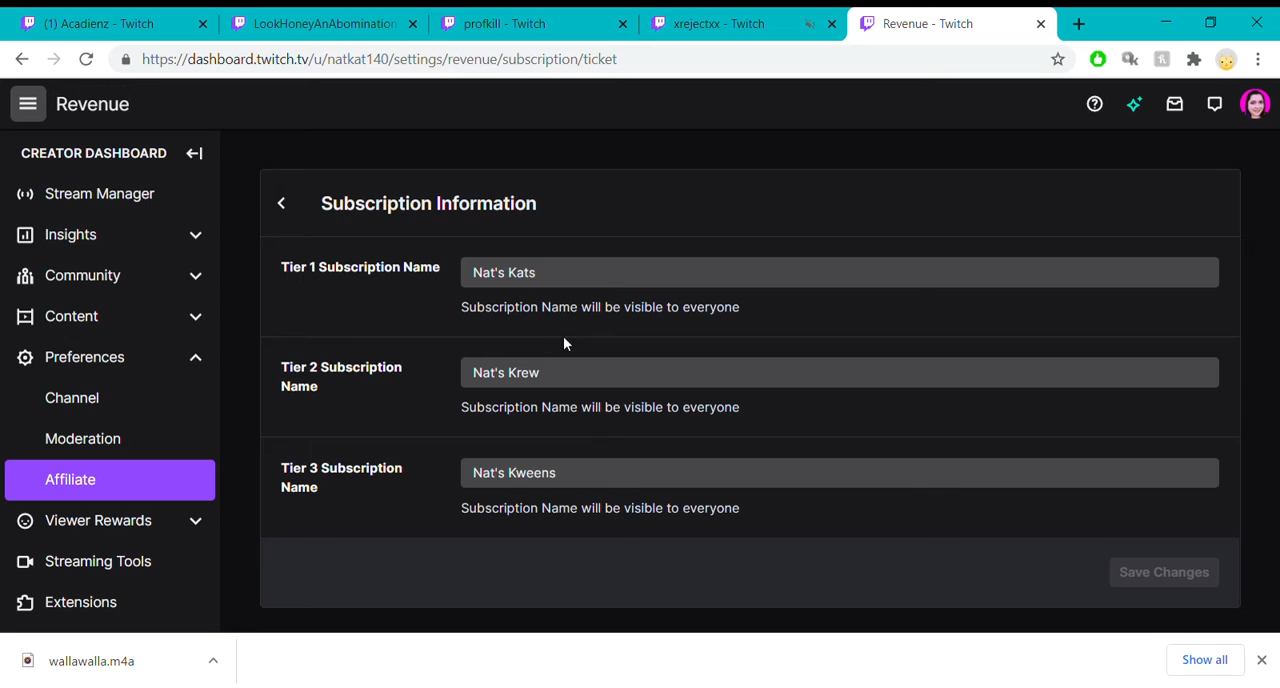 (1) Acadienz - Twitch
LookHoneyAnAbomination
profkill - Twitch
xrejectxx - Twitch
Revenue - Twitch
https://dashboard.twitch.tv/u/natkat140/settings/revenue/subscription/ticket
Revenue
CREATOR DASHBOARD
Stream Manager
Insights
Community
Content
Preferences
Channel
Moderation
Affiliate
Viewer Rewards
Streaming Tools
Extensions
Subscription Information
Tier 1 Subscription Name
Nat's Kats
Subscription Name will be visible to everyone
Tier 2 Subscription
Name
Nat's Krew
Subscription Name will be visible to everyone
Tier 3 Subscription
Name
Nat's Kweens
Subscription Name will be visible to everyone
Save Changes
wallawalla.m4a
Show all